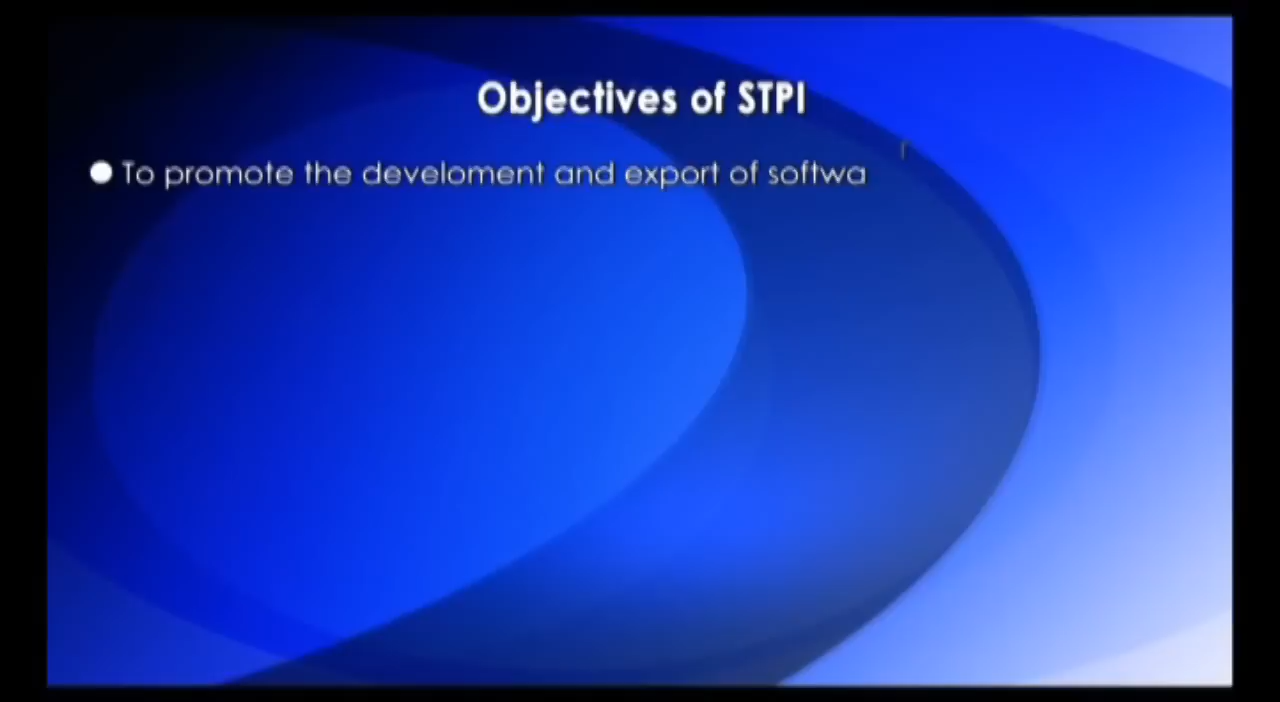 Objectives of STPI
● To promote the develoment and export of softwa